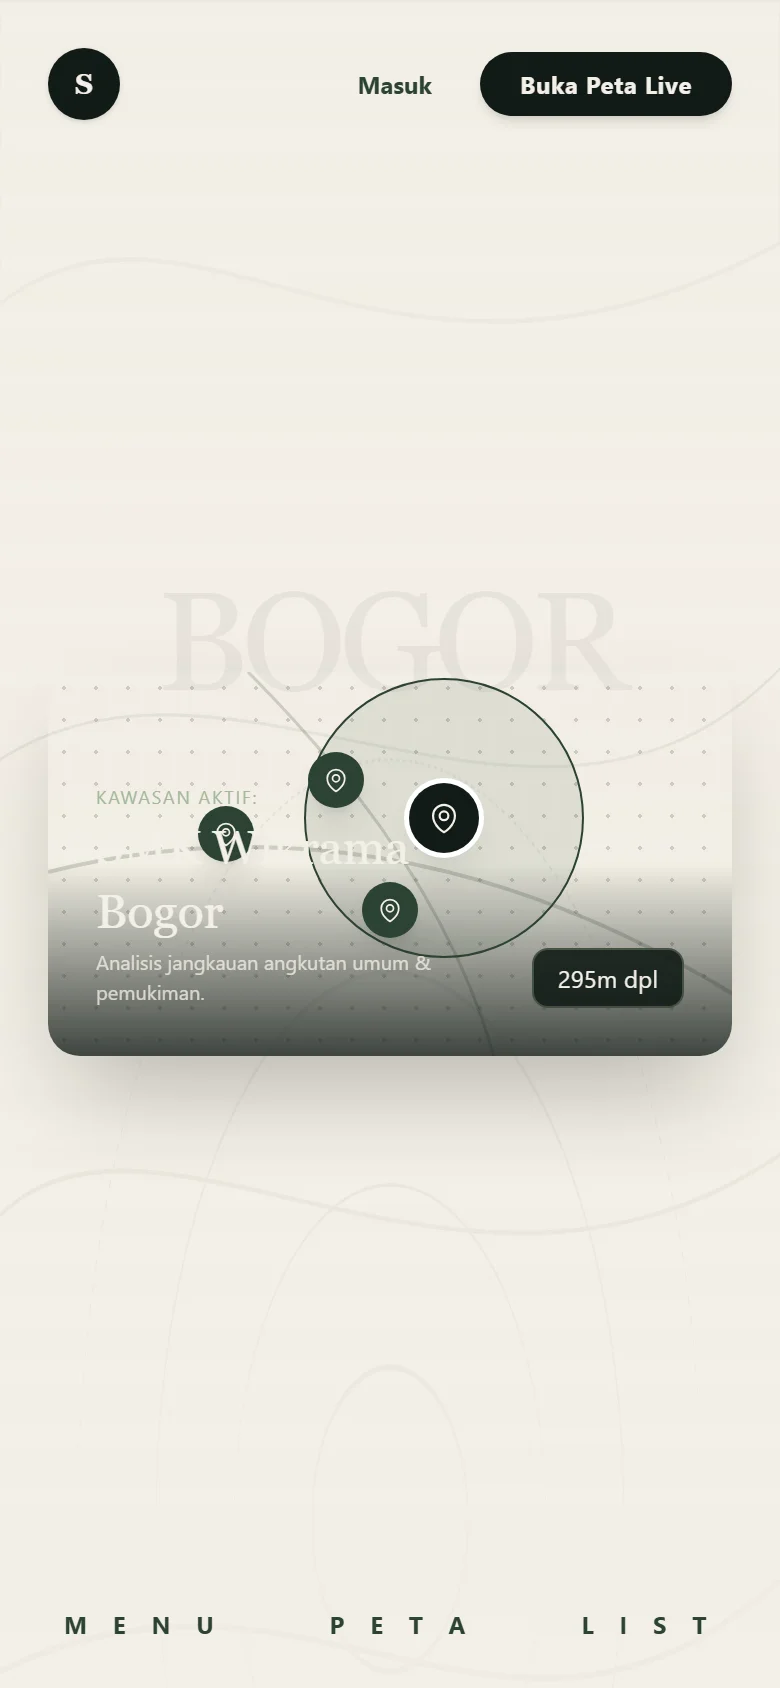 S
Masuk
Buka Peta Live
BOGOR
KAWASAN AKTIF:
Bogor
Analisis jangkauan angkutan umum &
pemukiman.
295m dpl
MENU
PETA
LIST